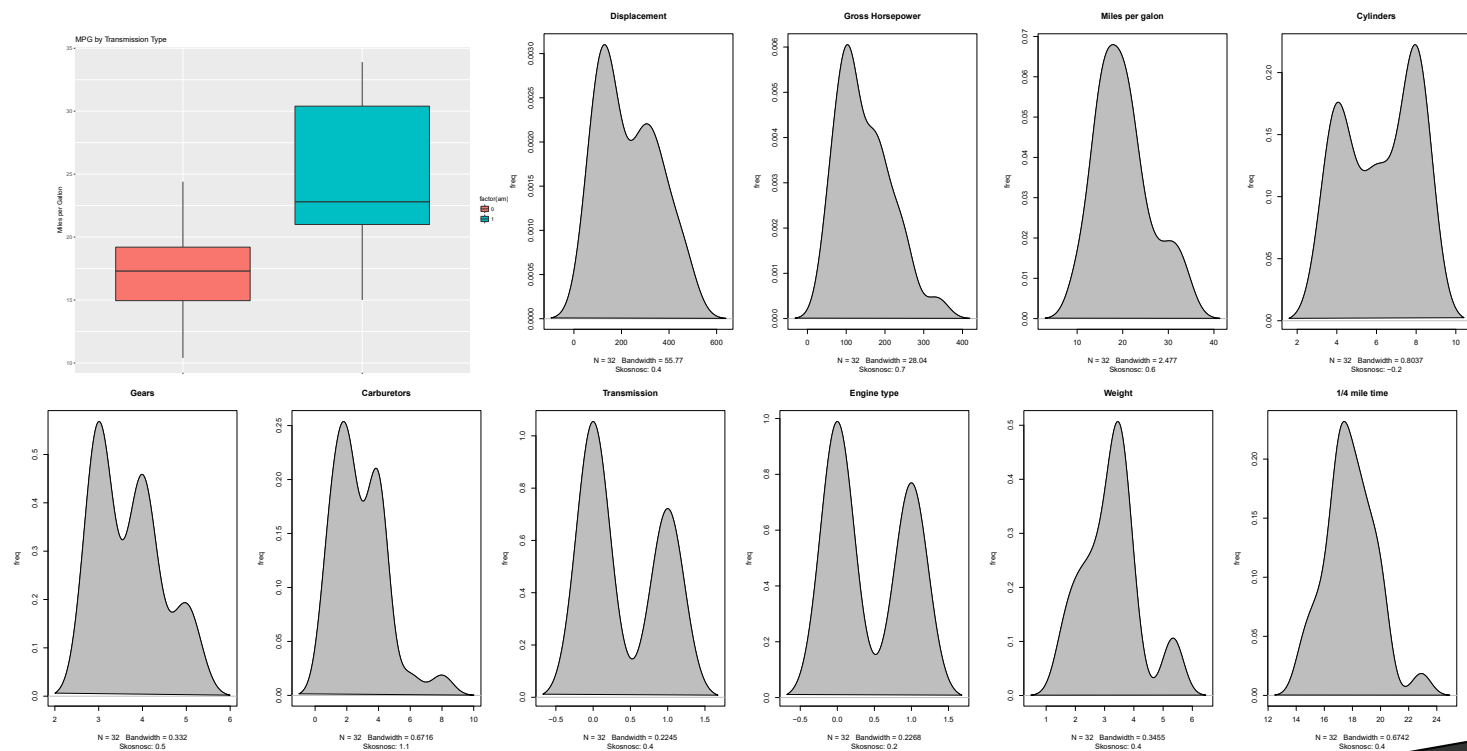 MPG by Transmission Type
Miles per Gallon
35
30
25
20
15
10
factor(am)
0
1
Displacement
freq
0.0000 0.0005 0.0010 0.0015 0.0020 0.0025 0.0030
0 200 400 600
N = 32 Bandwidth = 55.77
Skosnosc: 0.4
Gross Horsepower
freq
0.000 0.001 0.002 0.003 0.004 0.005 0.006
0 100 200 300 400
N = 32 Bandwidth = 28.04
Skosnosc: 0.7
Miles per galon
freq
0.00 0.01 0.02 0.03 0.04 0.05 0.06 0.07
10 20 30 40
N = 32 Bandwidth = 2.477
Skosnosc: 0.6
Cylinders
freq
0.00 0.05 0.10 0.15 0.20
2 4 6 8 10
N = 32 Bandwidth = 0.8037
Skosnosc: −0.2
Gears
freq
0.0 0.1 0.2 0.3 0.4 0.5
2 3 4 5 6
N = 32 Bandwidth = 0.332
Skosnosc: 0.5
Carburetors
freq
0.00 0.05 0.10 0.15 0.20 0.25
0 2 4 6 8 10
N = 32 Bandwidth = 0.6716
Skosnosc: 1.1
Transmission
freq
0.0 0.2 0.4 0.6 0.8 1.0
−0.5 0.0 0.5 1.0 1.5
N = 32 Bandwidth = 0.2245
Skosnosc: 0.4
Engine type
freq
0.0 0.2 0.4 0.6 0.8 1.0
−0.5 0.0 0.5 1.0 1.5
N = 32 Bandwidth = 0.2268
Skosnosc: 0.2
Weight
freq
0.0 0.1 0.2 0.3 0.4 0.5
1 2 3 4 5 6
N = 32 Bandwidth = 0.3455
Skosnosc: 0.4
1/4 mile time
freq
0.00 0.05 0.10 0.15 0.20
12 14 16 18 20 22 24
N = 32 Bandwidth = 0.6742
Skosnosc: 0.4